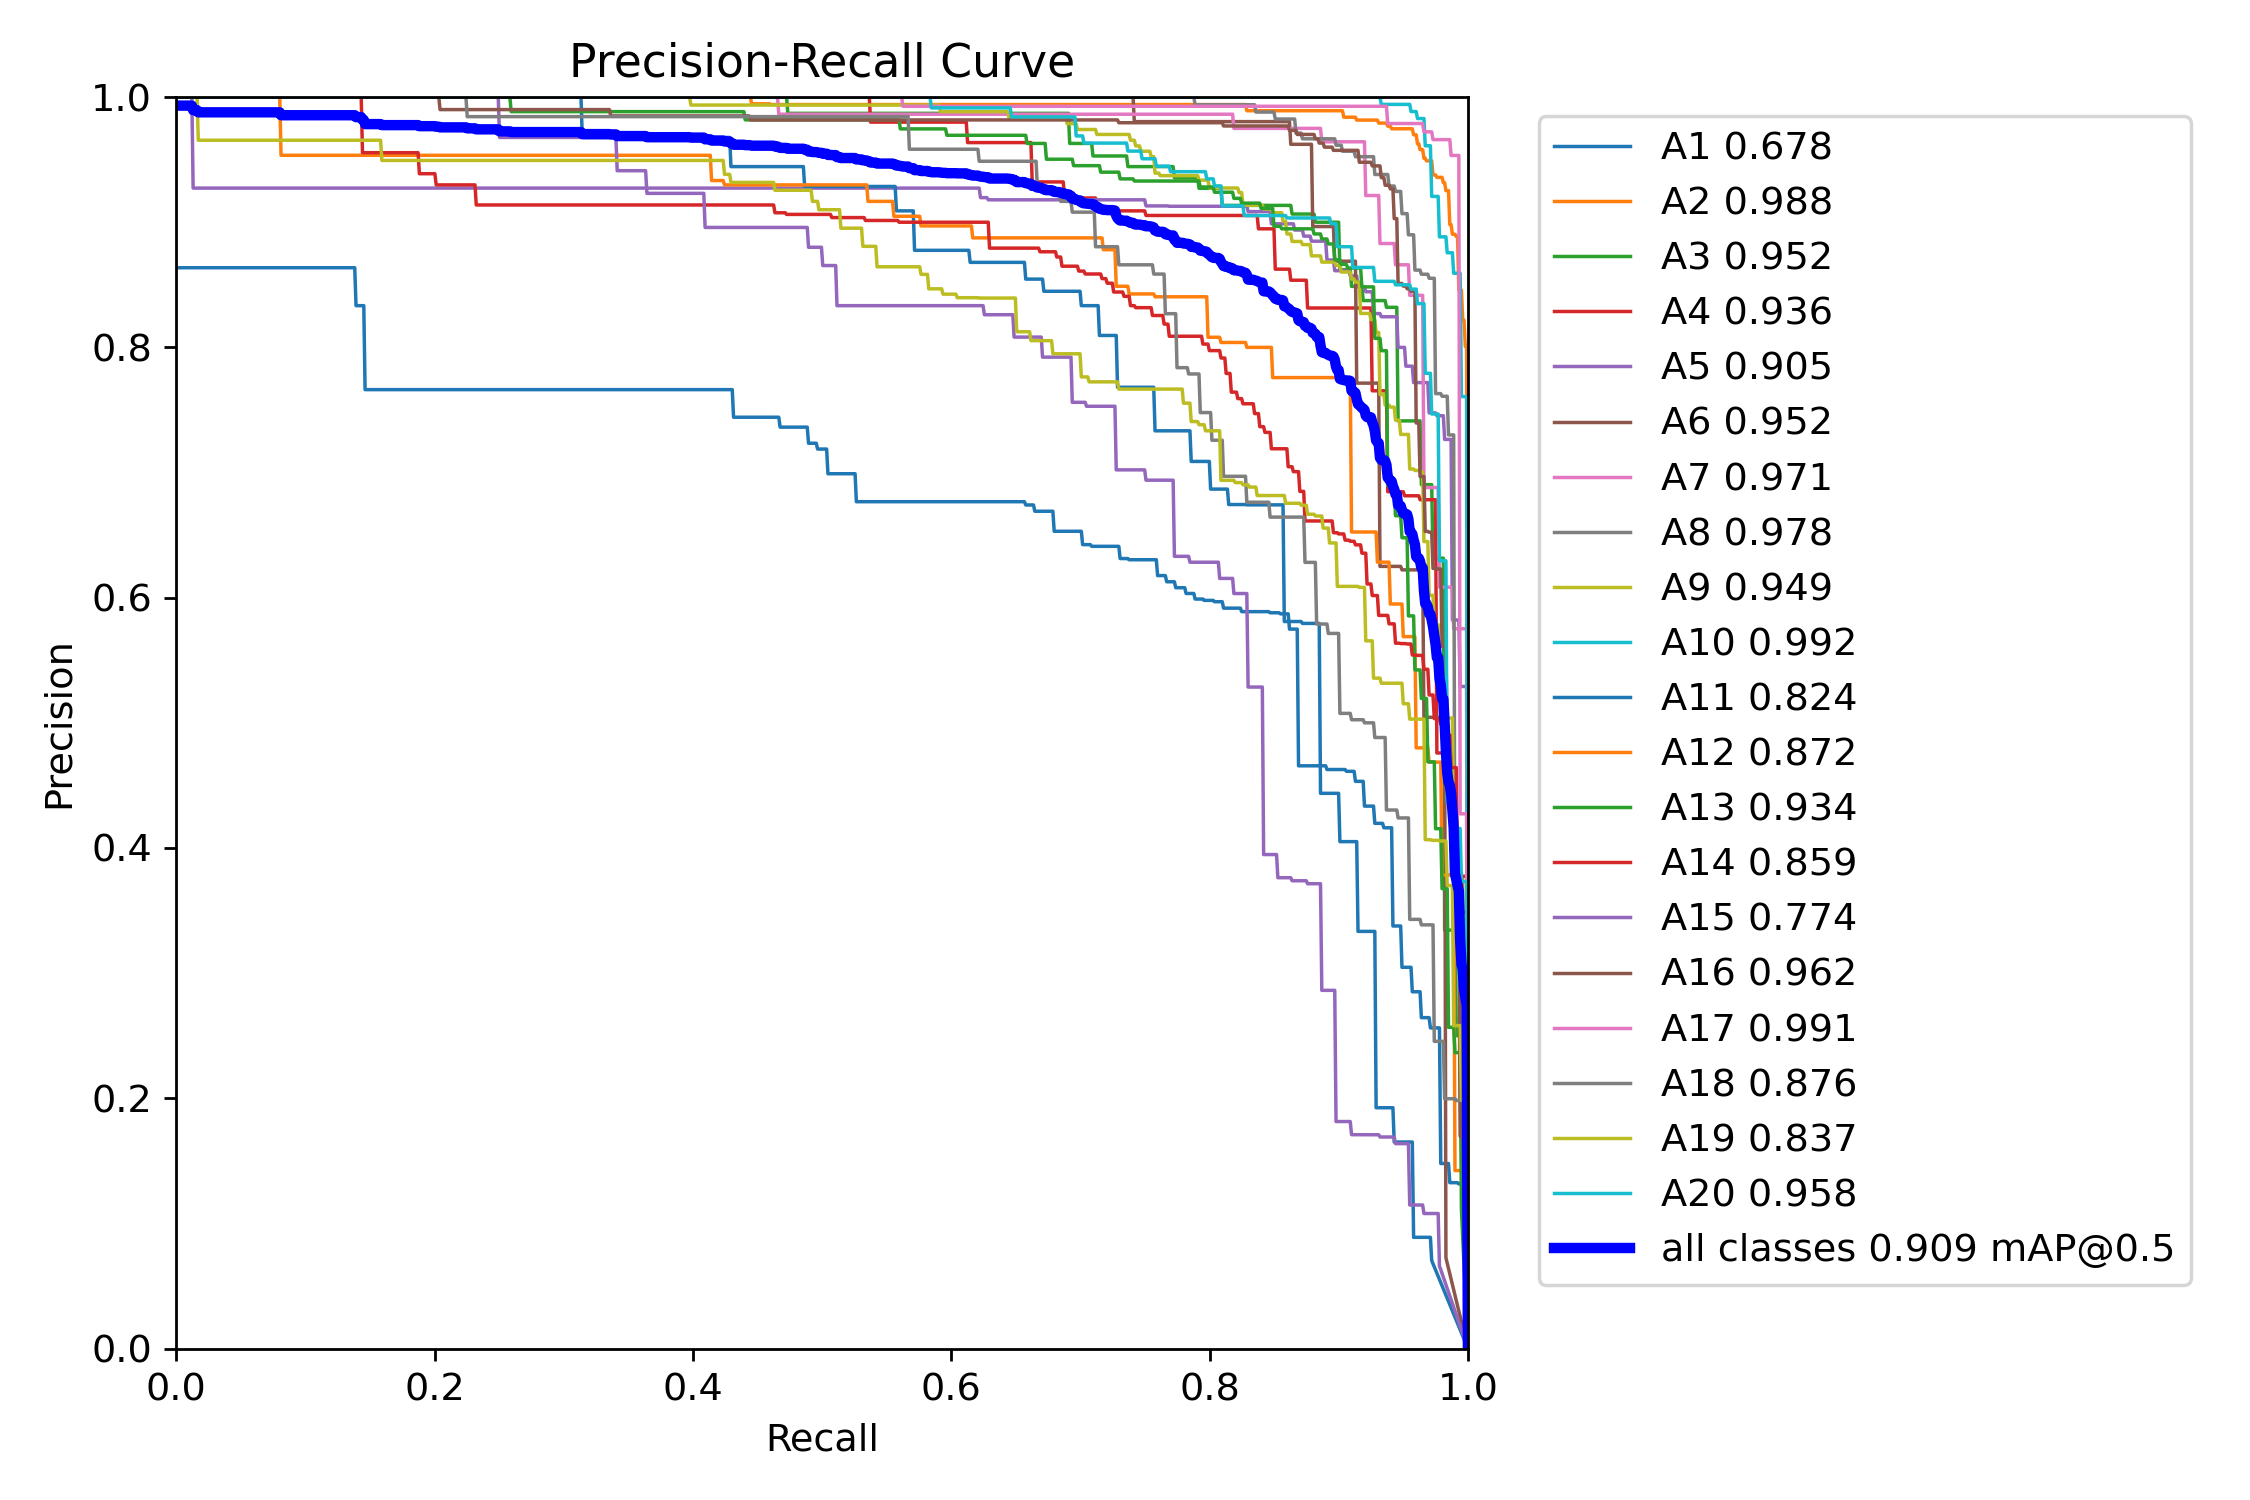 Precision-Recall Curve
1.0
0.8
0.6
0.4
0.2
0.0
Precision
0.0 0.2 0.4 0.6 0.8 1.0
Recall
A1 0.678
A2 0.988
A3 0.952
A4 0.936
A5 0.905
A6 0.952
A7 0.971
A8 0.978
A9 0.949
A10 0.992
A11 0.824
A12 0.872
A13 0.934
A14 0.859
A15 0.774
A16 0.962
A17 0.991
A18 0.876
A19 0.837
A20 0.958
all classes 0.909 mAP@0.5